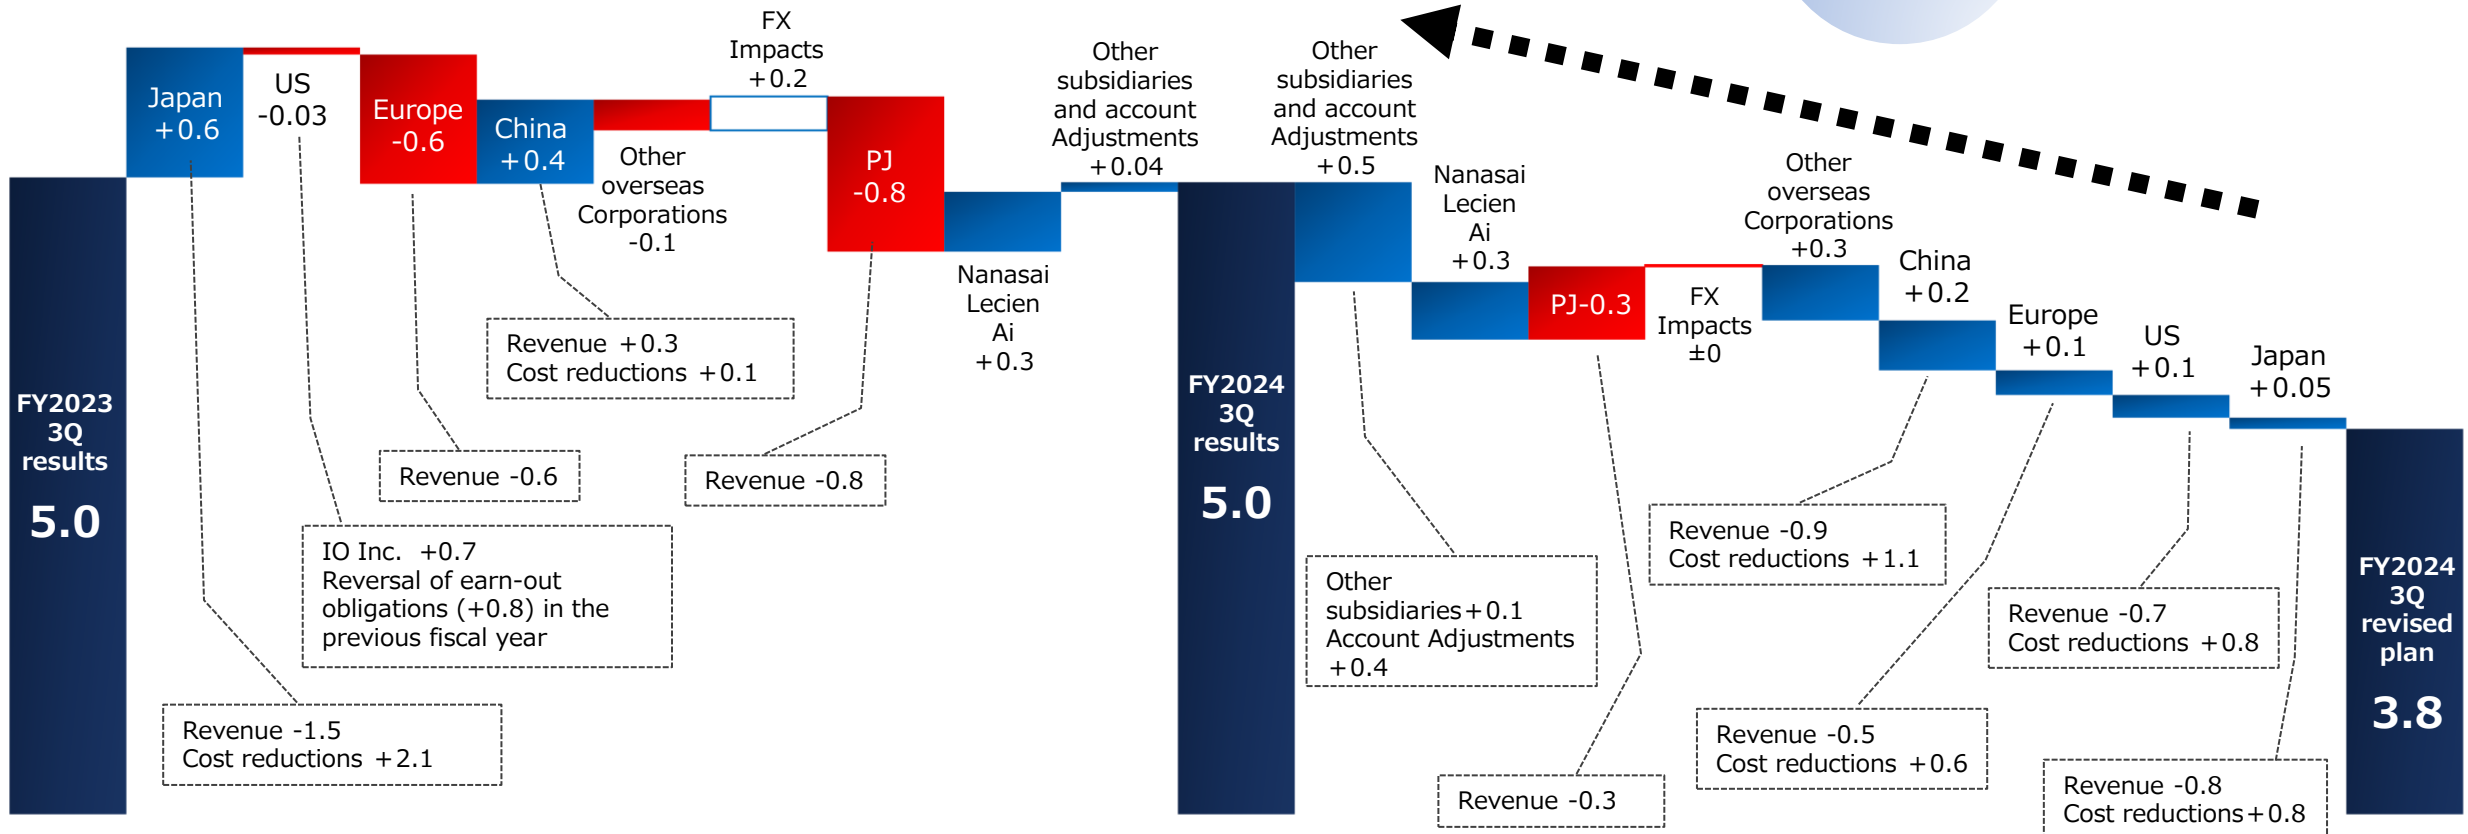 FY2023
3Q
results
5.0
Japan
+0.6
US
-0.03
Europe
-0.6
China
+0.4
Other
overseas
Corporations
-0.1
FX
Impacts
+0.2
PJ
-0.8
Nanasai
Lecien
Ai
+0.3
Other
subsidiaries
and account
Adjustments
+0.04
Revenue -1.5
Cost reductions +2.1
IO Inc. +0.7
Reversal of earn-out
obligations (+0.8) in the
previous fiscal year
Revenue -0.6
Revenue +0.3
Cost reductions +0.1
Revenue -0.8
FY2024
3Q
results
5.0
Other
subsidiaries
and account
Adjustments
+0.5
Nanasai
Lecien
Ai
+0.3
PJ-0.3
FX
Impacts
±0
Other
overseas
Corporations
+0.3
China
+0.2
Europe
+0.1
US
+0.1
Japan
+0.05
Other
subsidiaries+0.1
Account Adjustments
+0.4
Revenue -0.3
Revenue -0.9
Cost reductions +1.1
Revenue -0.5
Cost reductions +0.6
Revenue -0.7
Cost reductions +0.8
Revenue -0.8
Cost reductions+0.8
FY2024
3Q
revised
plan
3.8